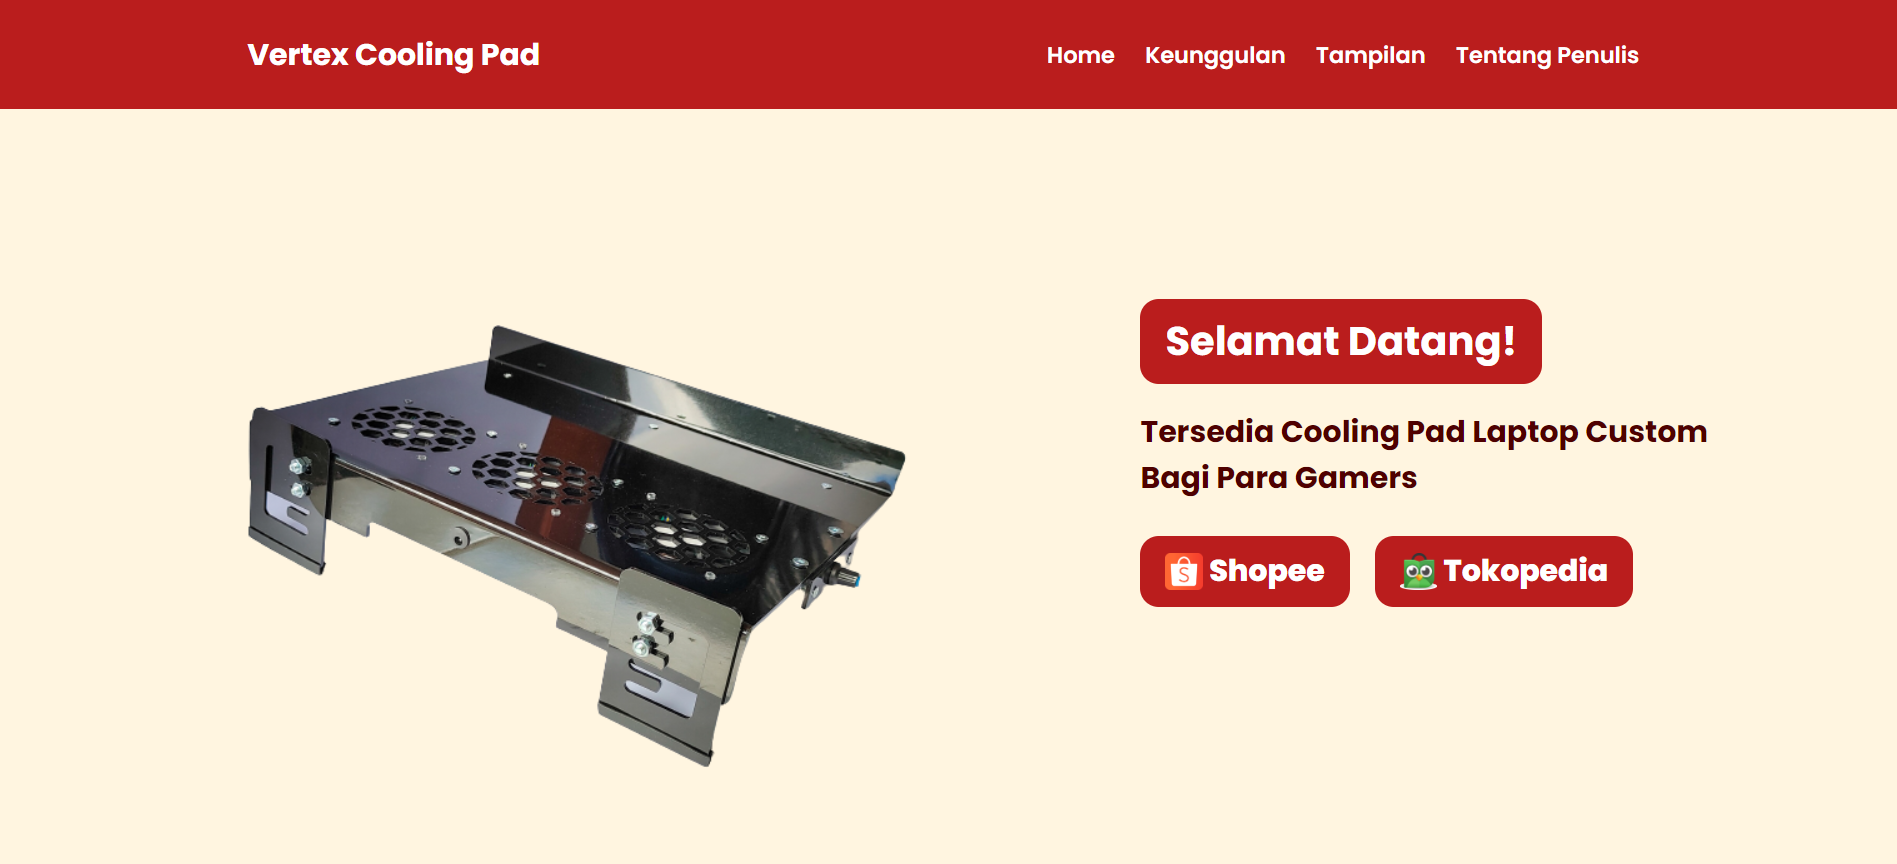 Vertex Cooling Pad
Home Keunggulan Tampilan Tentang Penulis
Selamat Datang!
Tersedia Cooling Pad Laptop Custom
Bagi Para Gamers
Shopee Tokopedia